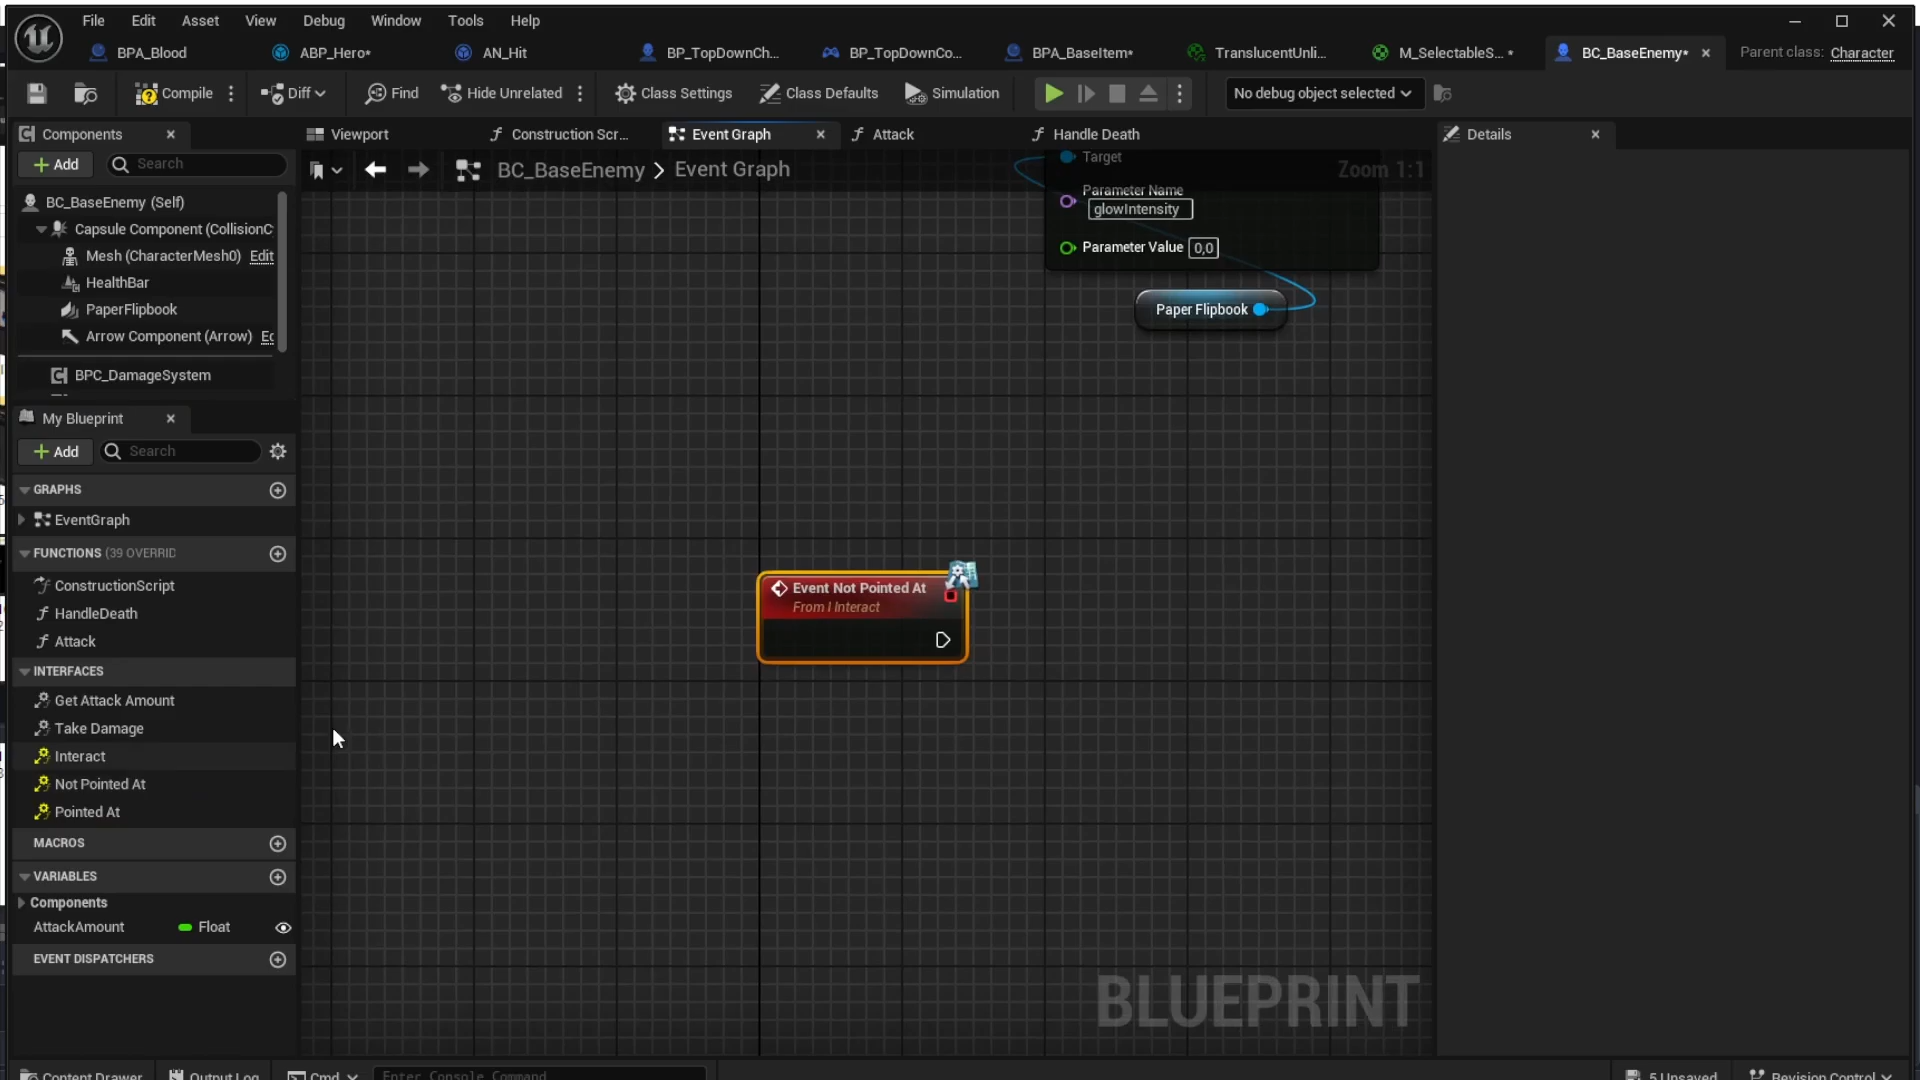 File Edit Asset View Debug Window Tools Help
BPA_Blood ABP_Hero* AN_Hit BP_TopDownCh... BP_TopDownCo... BPA_BaseItem* TranslucentUnli... M_SelectableS... * BC_BaseEnemy* Parent class: Character
Compile Diff Find Hide Unrelated Class Settings Class Defaults Simulation No debug object selected
Components Viewport Construction Scr... Event Graph Attack Handle Death Details
Add Search BC_BaseEnemy > Event Graph Zoom 1:1
Target
Parameter Name
glowIntensity
Parameter Value 0,0
Paper Flipbook
BC_BaseEnemy (Self)
Capsule Component (CollisionC
Mesh (CharacterMesh0) Edit
HealthBar
PaperFlipbook
Arrow Component (Arrow) Ec
BPC_DamageSystem
My Blueprint
Add Search
GRAPHS
EventGraph
FUNCTIONS (39 OVERRID
ConstructionScript
HandleDeath
Attack
INTERFACES
Get Attack Amount
Take Damage
Interact
Not Pointed At
Pointed At
MACROS
VARIABLES
Components
AttackAmount Float
EVENT DISPATCHERS
Event Not Pointed At
From I Interact
BLUEPRINT
Content Drawer Output Log Cmd Enter Console Command 5 Unsaved Revision Control